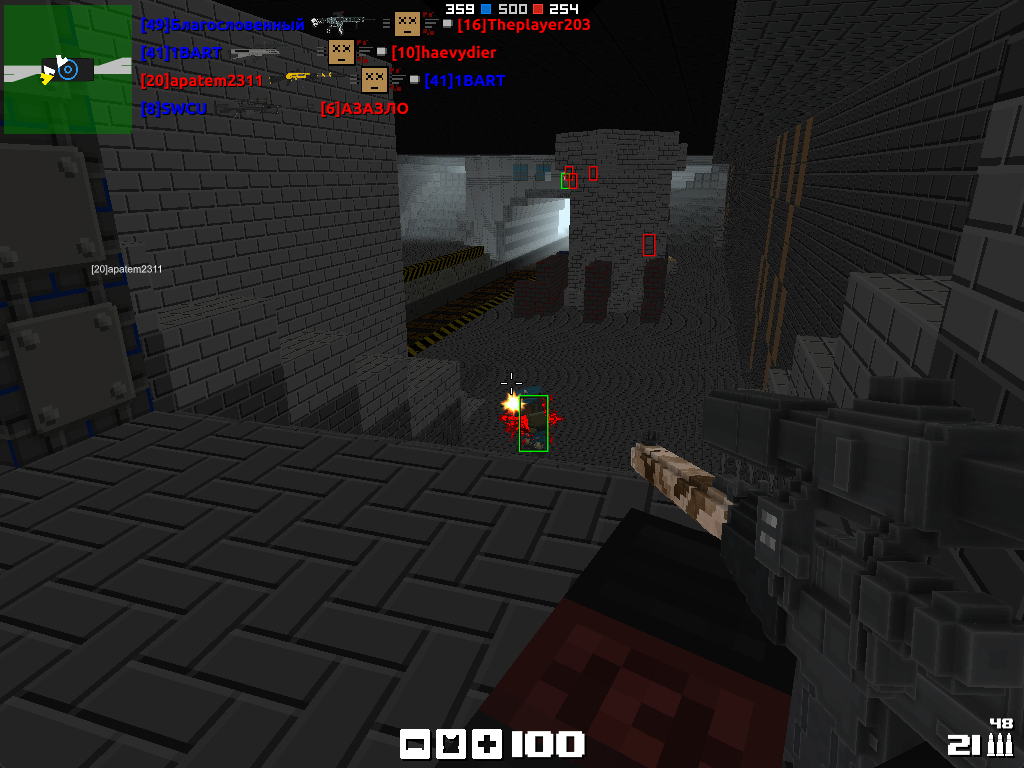 359 500 254
[49]Благословенный [16]Theplayer203
[41]1BART [10]haevydier
[20]apatem2311 [41]1BART
[8]SWCU [6]АЗАЗЛО
[20]apatem2311
100
48
21